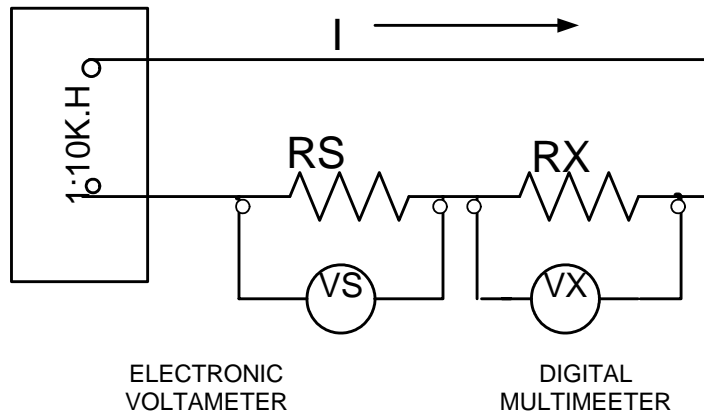 I
1:10K.H
RS
RX
VS
VX
ELECTRONIC
VOLTAMETER
DIGITAL
MULTIMEETER